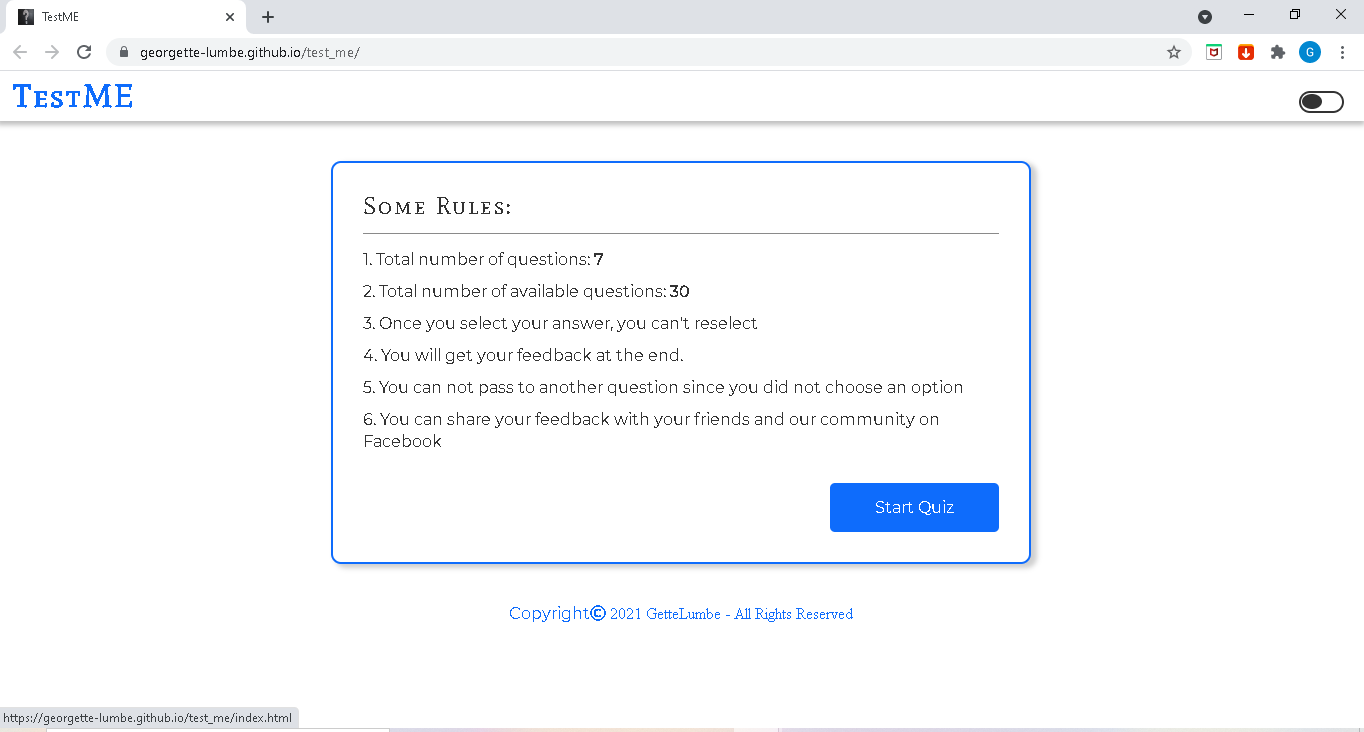 TestME
georgette-lumbe.github.io/test_me/
G
TestME
Some Rules:
1. Total number of questions: 7
2. Total number of available questions: 30
3. Once you select your answer, you can't reselect
4. You will get your feedback at the end.
5. You can not pass to another question since you did not choose an option
6. You can share your feedback with your friends and our community on
Facebook
Start Quiz
Copyright© 2021 GetteLumbe - All Rights Reserved
https://georgette-lumbe.github.io/test_me/index.html